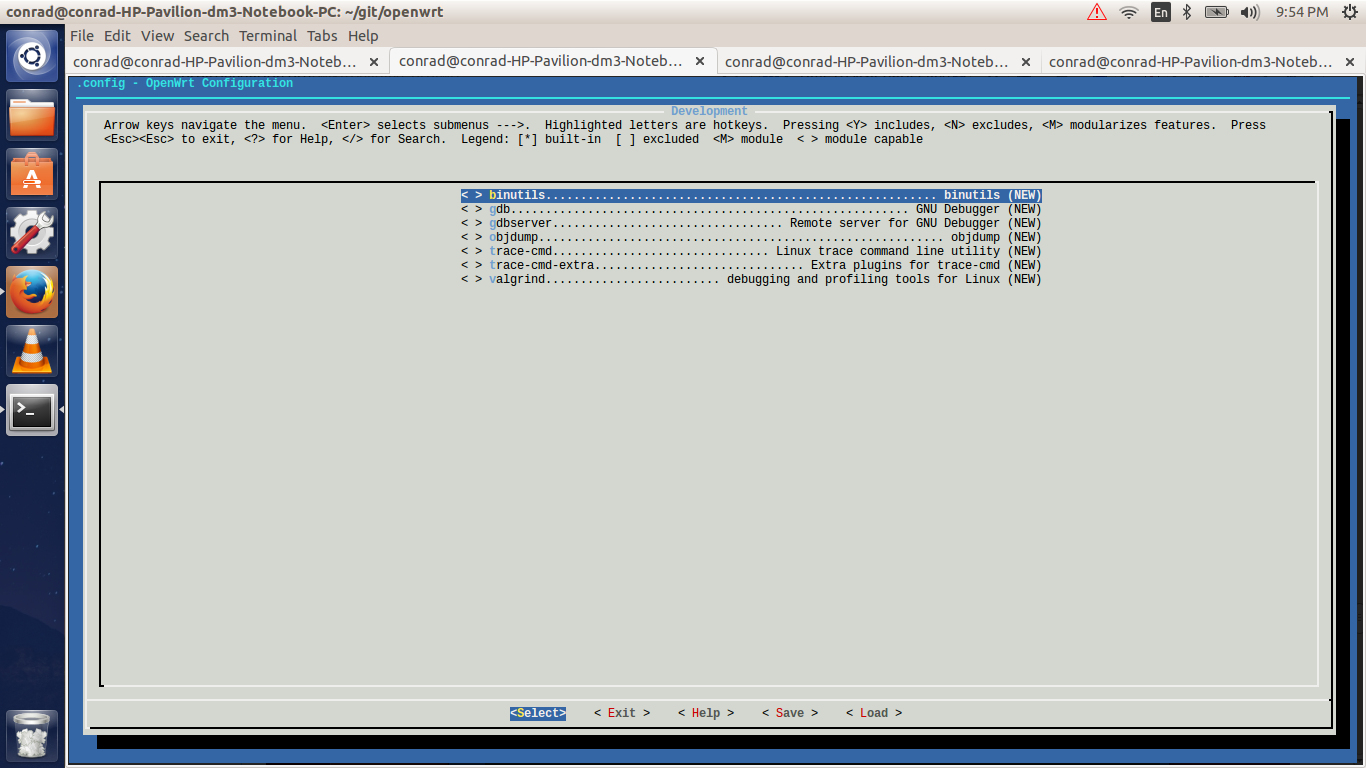 conrad@conrad-HP-Pavilion-dm3-Notebook-PC: ~/git/openwrt
En
9:54 PM
File Edit View Search Terminal Tabs Help
conrad@conrad-HP-Pavilion-dm3-Noteb... × conrad@conrad-HP-Pavilion-dm3-Noteb... × conrad@conrad-HP-Pavilion-dm3-Noteb... × conrad@conrad-HP-Pavilion-dm3-Noteb... ×
.config - OpenWrt Configuration
Development
Arrow keys navigate the menu.  <Enter> selects submenus --->.  Highlighted letters are hotkeys.  Pressing <Y> includes, <N> excludes, <M> modularizes features.  Press
<Esc><Esc> to exit, <?> for Help, </> for Search.  Legend: [*] built-in  [ ] excluded  <M> module  < > module capable
< > binutils........................................................ binutils (NEW)
< > gdb......................................................... GNU Debugger (NEW)
< > gdbserver................................. Remote server for GNU Debugger (NEW)
< > objdump.......................................................... objdump (NEW)
< > trace-cmd............................... Linux trace command line utility (NEW)
< > trace-cmd-extra.............................. Extra plugins for trace-cmd (NEW)
< > valgrind......................... debugging and profiling tools for Linux (NEW)
<Select>    < Exit >    < Help >    < Save >    < Load >